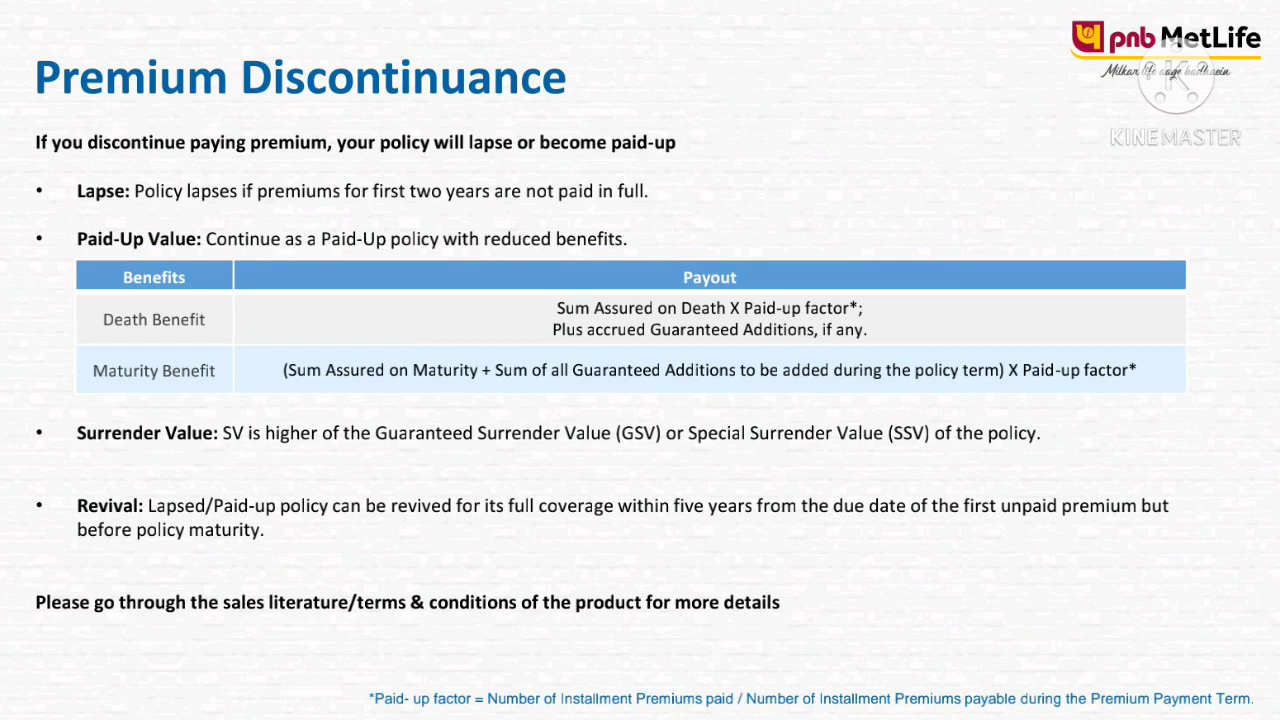 pnb MetLife
Milkar life aage badhaein
KINEMASTER
Premium Discontinuance
If you discontinue paying premium, your policy will lapse or become paid-up
• Lapse: Policy lapses if premiums for first two years are not paid in full.
• Paid-Up Value: Continue as a Paid-Up policy with reduced benefits.
Benefits Payout
Death Benefit Sum Assured on Death X Paid-up factor*;
Plus accrued Guaranteed Additions, if any.
Maturity Benefit (Sum Assured on Maturity + Sum of all Guaranteed Additions to be added during the policy term) X Paid-up factor*
• Surrender Value: SV is higher of the Guaranteed Surrender Value (GSV) or Special Surrender Value (SSV) of the policy.
• Revival: Lapsed/Paid-up policy can be revived for its full coverage within five years from the due date of the first unpaid premium but
before policy maturity.
Please go through the sales literature/terms & conditions of the product for more details
*Paid- up factor = Number of Installment Premiums paid / Number of Installment Premiums payable during the Premium Payment Term.